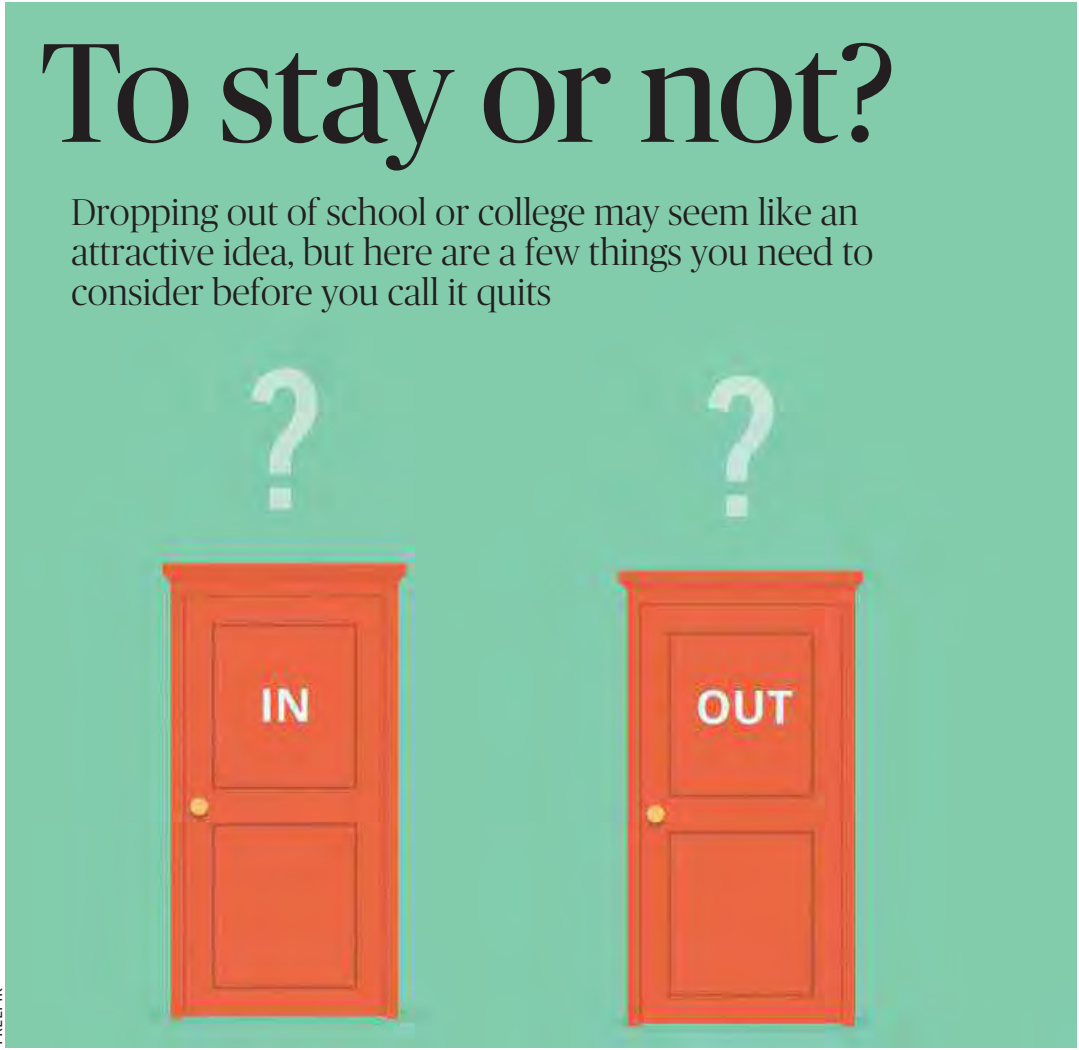 To stay or not?
Dropping out of school or college may seem like an
attractive idea, but here are a few things you need to
consider before you call it quits
?
?
IN
OUT